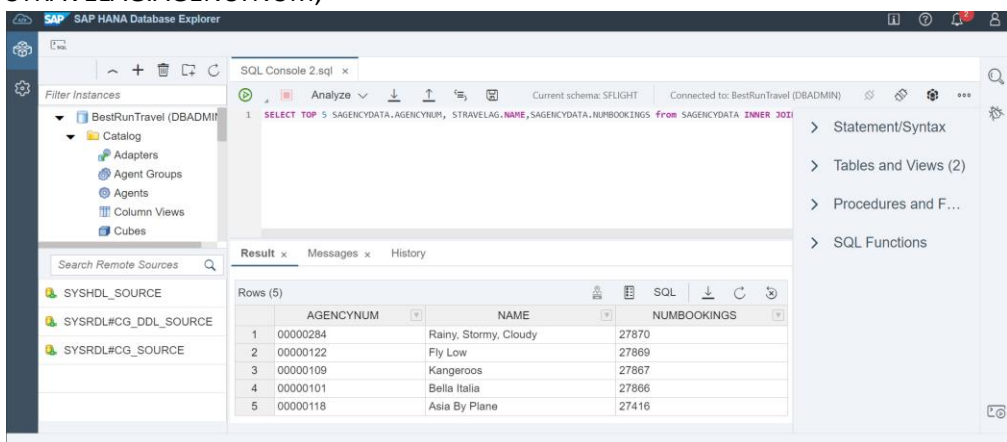 STRAVELAG.AGENCYNUM)
SAP SAP HANA Database Explorer
2
SQL
SQL Console 2.sql ×
Filter Instances
Analyze
Current schema: SFLIGHT
Connected to: BestRunTravel (DBADMIN)
BestRunTravel (DBADMIN
Catalog
Adapters
Agent Groups
Agents
Column Views
Cubes
1 SELECT TOP 5 SAGENCYDATA.AGENCYNUM, STRAVELAG.NAME,SAGENCYDATA.NUMBOOKINGS from SAGENCYDATA INNER JOI
Statement/Syntax
Tables and Views (2)
Procedures and F...
SQL Functions
Search Remote Sources
SYSHDL_SOURCE
SYSRDL#CG_DDL_SOURCE
SYSRDL#CG_SOURCE
Result × Messages × History
Rows (5) SQL
AGENCYNUM NAME NUMBOOKINGS
1 00000284 Rainy, Stormy, Cloudy 27870
2 00000122 Fly Low 27869
3 00000109 Kangeroos 27867
4 00000101 Bella Italia 27866
5 00000118 Asia By Plane 27416